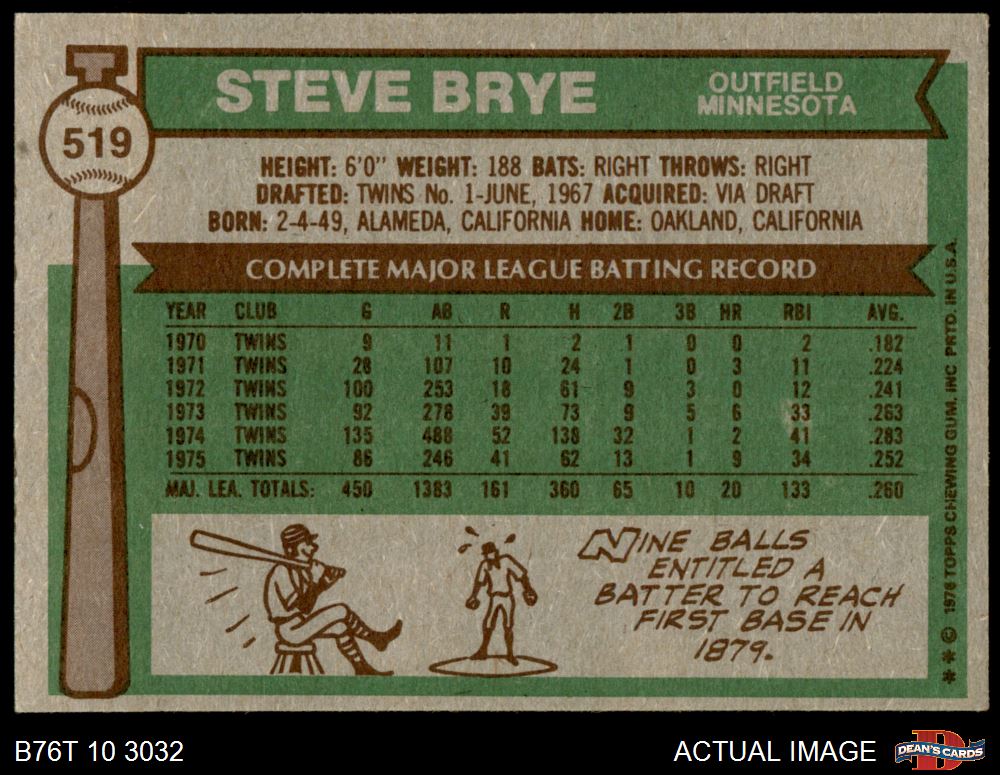 STEVE BRYE
OUTFIELD
MINNESOTA
519
HEIGHT: 6'0" WEIGHT: 188 BATS: RIGHT THROWS: RIGHT
DRAFTED: TWINS No. 1-JUNE, 1967 ACQUIRED: VIA DRAFT
BORN: 2-4-49, ALAMEDA, CALIFORNIA HOME: OAKLAND, CALIFORNIA
COMPLETE MAJOR LEAGUE BATTING RECORD
YEAR CLUB G AB R H 2B 3B HR RBI AVG.
1970 TWINS 9 11 1 2 1 0 0 2 .182
1971 TWINS 28 107 10 24 1 0 3 11 .224
1972 TWINS 100 253 18 61 9 3 0 12 .241
1973 TWINS 92 278 39 73 9 5 6 33 .263
1974 TWINS 135 488 52 138 32 1 2 41 .283
1975 TWINS 86 246 41 62 13 1 9 34 .252
MAJ. LEA. TOTALS: 450 1383 161 360 65 10 20 133 .260
NINE BALLS
ENTITLED A
BATTER TO REACH
FIRST BASE IN
1879.
** © 1976 TOPPS CHEWING GUM, INC PRTD. IN U.S.A.
B76T 10 3032
ACTUAL IMAGE
DEAN'S CARDS